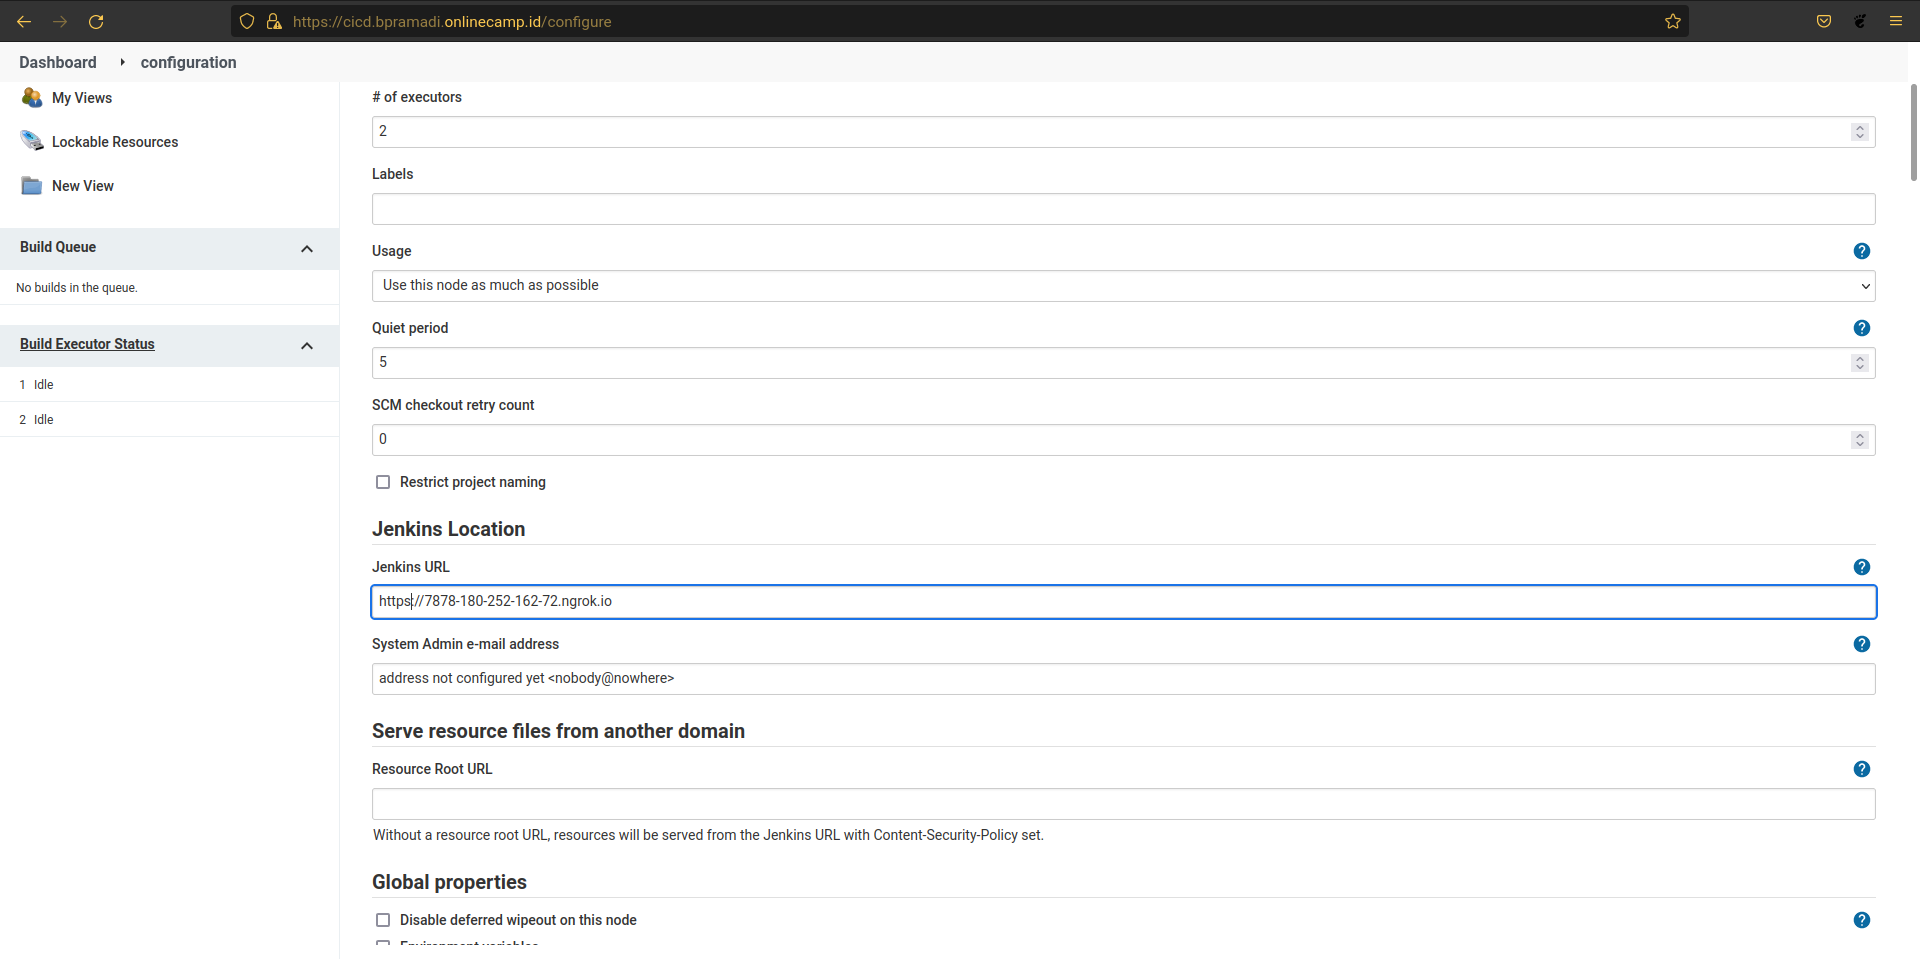 https://cicd.bpramadi.onlinecamp.id/configure
Dashboard configuration
My Views
Lockable Resources
New View
Build Queue
No builds in the queue.
Build Executor Status
1 Idle
2 Idle
# of executors
2
Labels
Usage
Use this node as much as possible
Quiet period
5
SCM checkout retry count
0
Restrict project naming
Jenkins Location
Jenkins URL
https://7878-180-252-162-72.ngrok.io
System Admin e-mail address
address not configured yet <nobody@nowhere>
Serve resource files from another domain
Resource Root URL
Without a resource root URL, resources will be served from the Jenkins URL with Content-Security-Policy set.
Global properties
Disable deferred wipeout on this node
Environment variables